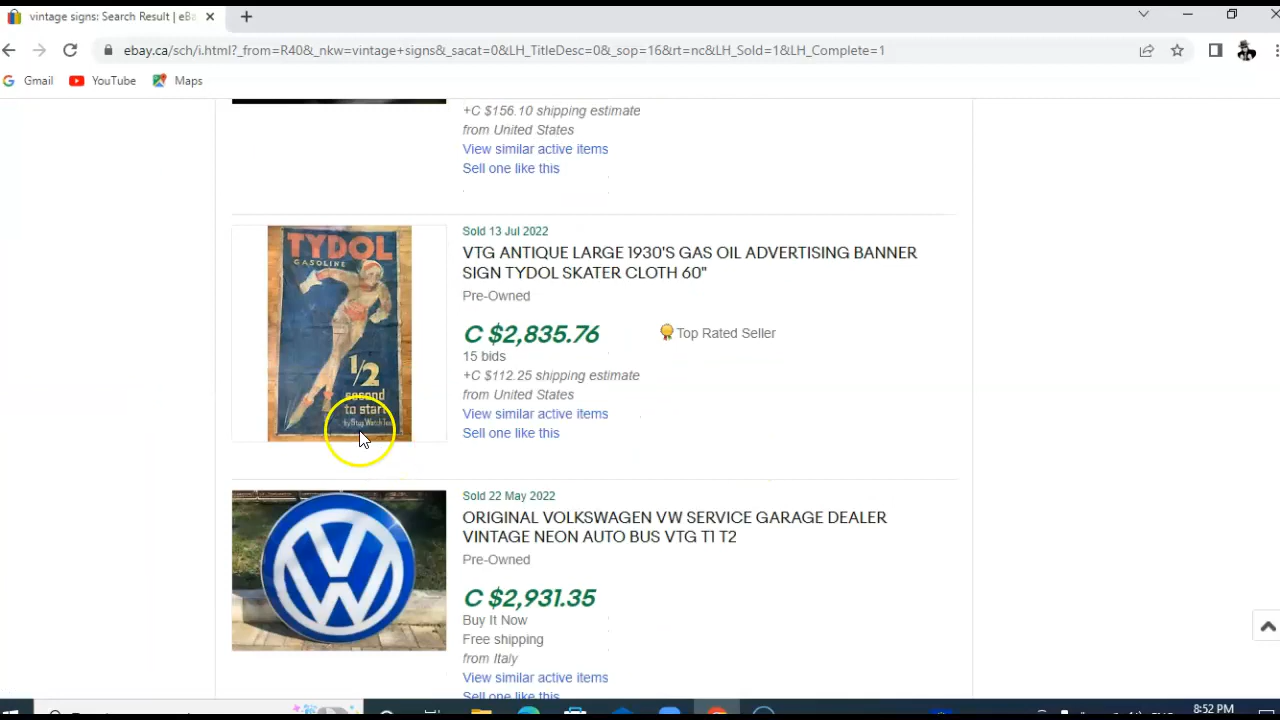 vintage signs: Search Result | eBa
ebay.ca/sch/i.html?_from=R40&_nkw=vintage+signs&_sacat=0&LH_TitleDesc=0&_sop=16&rt=nc&LH_Sold=1&LH_Complete=1
Gmail
YouTube
Maps
+C $156.10 shipping estimate
from United States
View similar active items
Sell one like this
TYDOL
GASOLINE
1/2
second
to start
Sold 13 Jul 2022
VTG ANTIQUE LARGE 1930'S GAS OIL ADVERTISING BANNER
SIGN TYDOL SKATER CLOTH 60"
Pre-Owned
C $2,835.76
Top Rated Seller
15 bids
+C $112.25 shipping estimate
from United States
View similar active items
Sell one like this
Sold 22 May 2022
ORIGINAL VOLKSWAGEN VW SERVICE GARAGE DEALER
VINTAGE NEON AUTO BUS VTG T1 T2
Pre-Owned
C $2,931.35
Buy It Now
Free shipping
from Italy
View similar active items
Sell one like this
8:52 PM